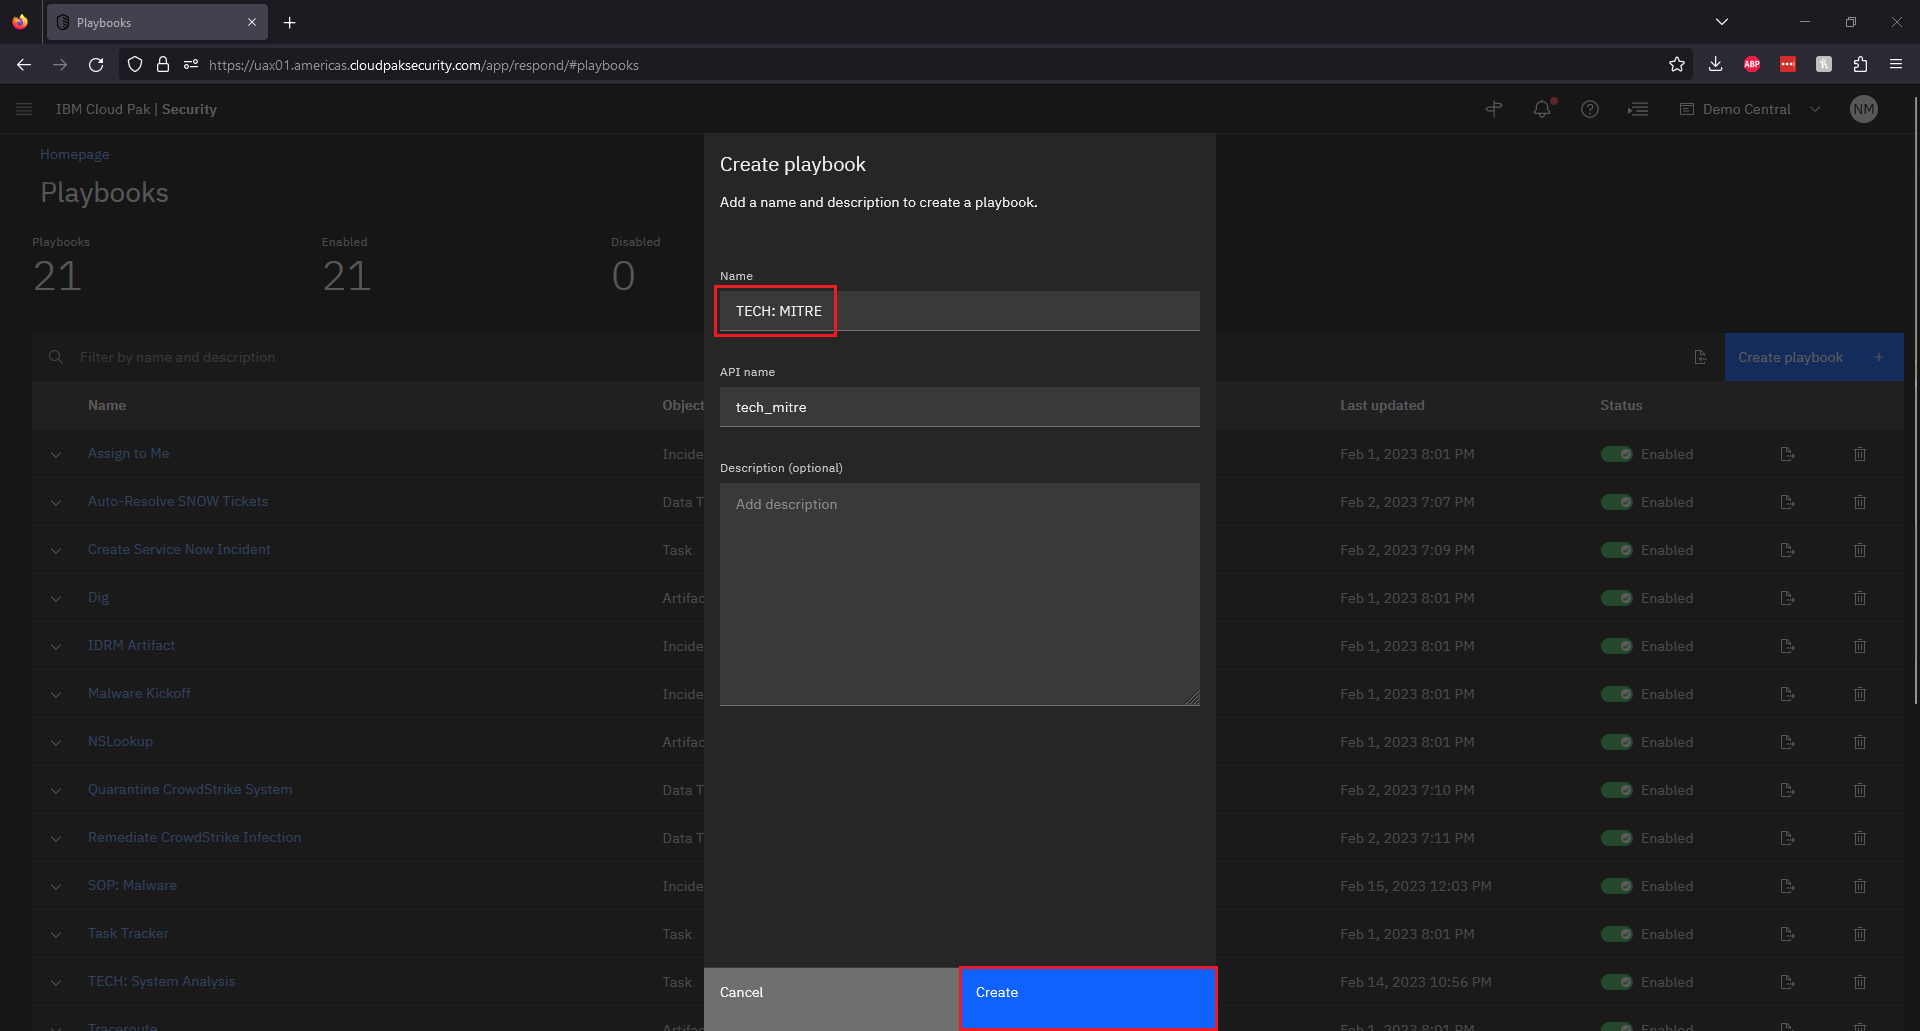 Playbooks
https://uax01.americas.cloudpaksecurity.com/app/respond/#playbooks
ABP
IBM Cloud Pak | Security
Demo Central
NM
Homepage
Playbooks
Playbooks
21
Enabled
21
Disabled
0
Filter by name and description
Create playbook +
Name Object Last updated Status
Assign to Me Incide Feb 1, 2023 8:01 PM Enabled
Auto-Resolve SNOW Tickets Data T Feb 2, 2023 7:07 PM Enabled
Create Service Now Incident Task Feb 2, 2023 7:09 PM Enabled
Dig Artifac Feb 1, 2023 8:01 PM Enabled
IDRM Artifact Incide Feb 1, 2023 8:01 PM Enabled
Malware Kickoff Incide Feb 1, 2023 8:01 PM Enabled
NSLookup Artifac Feb 1, 2023 8:01 PM Enabled
Quarantine CrowdStrike System Data T Feb 2, 2023 7:10 PM Enabled
Remediate CrowdStrike Infection Data T Feb 2, 2023 7:11 PM Enabled
SOP: Malware Incide Feb 15, 2023 12:03 PM Enabled
Task Tracker Task Feb 1, 2023 8:01 PM Enabled
TECH: System Analysis Task Feb 14, 2023 10:56 PM Enabled
Traceroute Artifac Feb 1, 2023 8:01 PM Enabled
Create playbook
Add a name and description to create a playbook.
Name
TECH: MITRE
API name
tech_mitre
Description (optional)
Add description
Cancel
Create